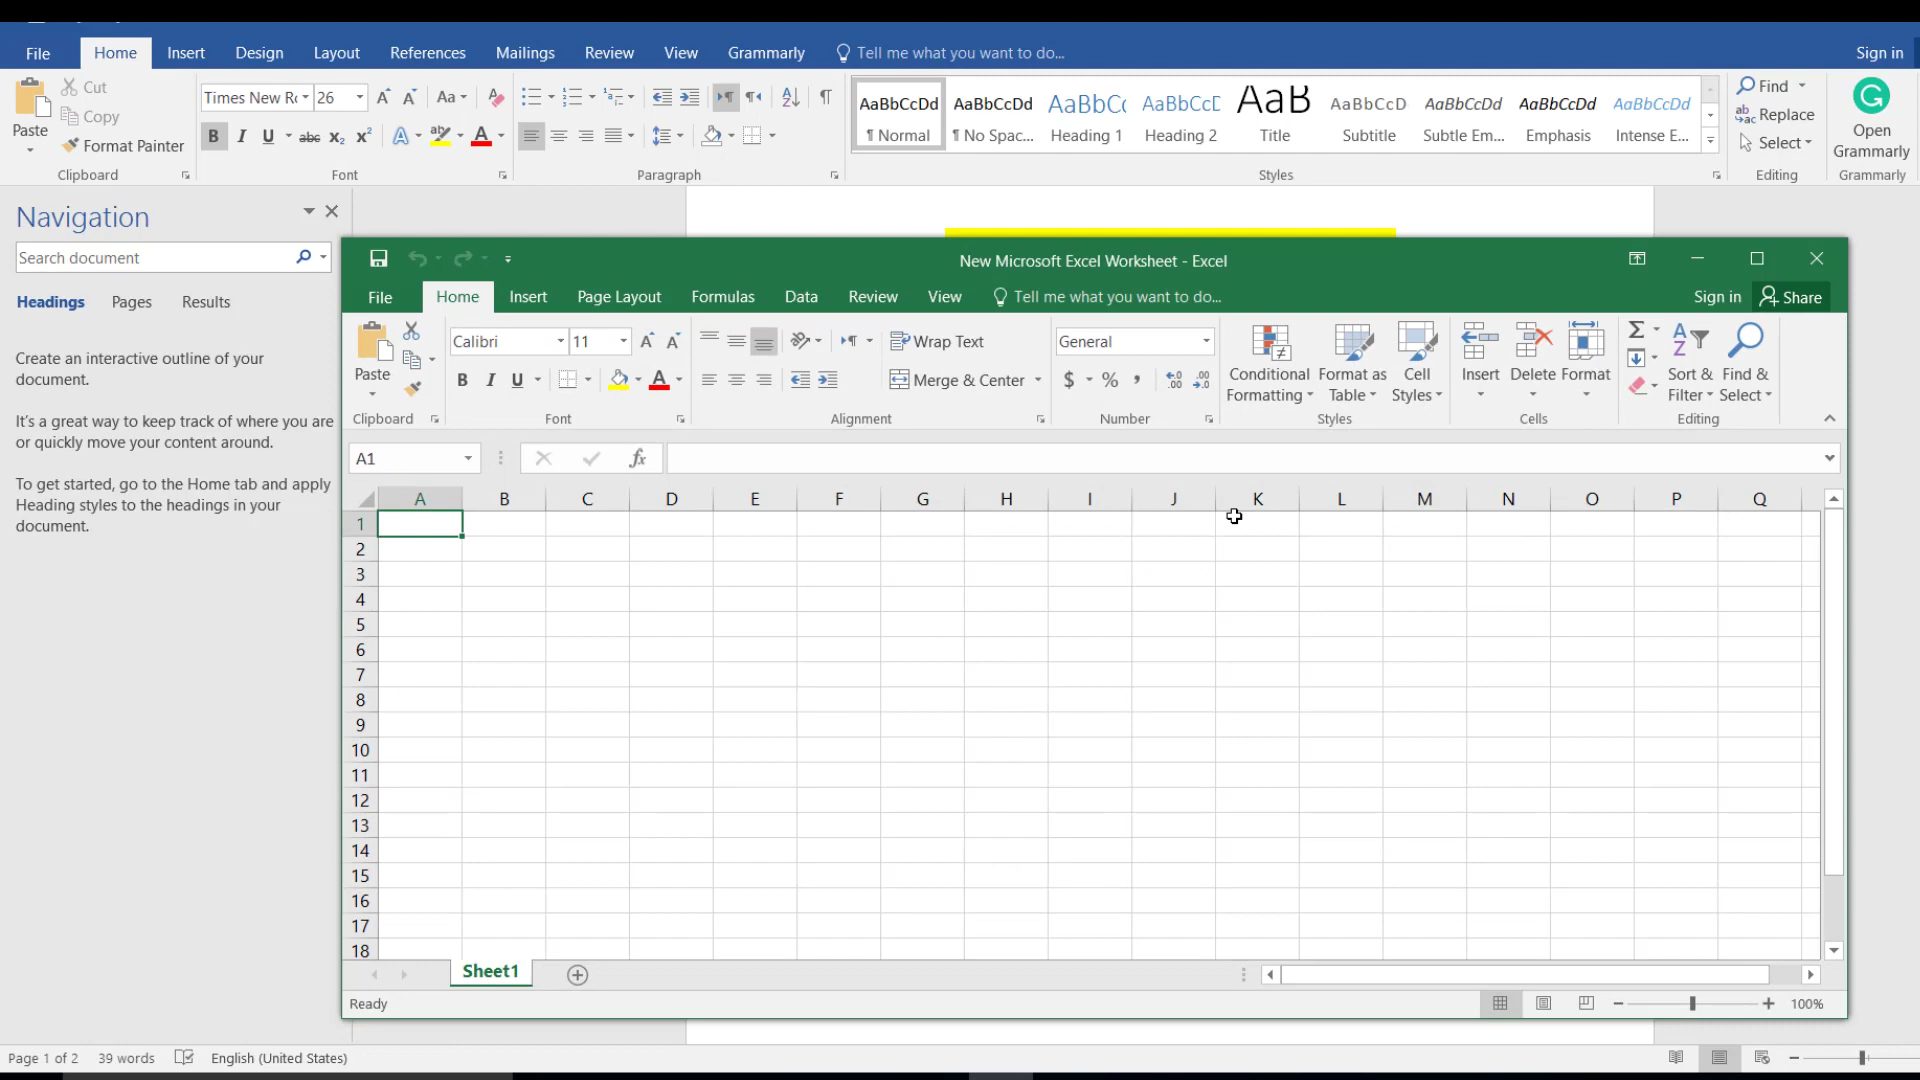 File Home Insert Design Layout References Mailings Review View Grammarly Tell me what you want to do... Sign in
Paste Cut Copy Format Painter
Times New R 26 Aa
B I U abc x₂ x² A A
AaBbCcDd AaBbCcDd AaBbC AaBbCcE AaB AaBbCcD AaBbCcDd AaBbCcDd AaBbCcDd
¶ Normal ¶ No Spac... Heading 1 Heading 2 Title Subtitle Subtle Em... Emphasis Intense E...
Find
Replace
Select
Open
Grammarly
Clipboard Font Paragraph Styles Editing Grammarly
Navigation
Search document
Headings Pages Results
Create an interactive outline of your
document.
It's a great way to keep track of where you are
or quickly move your content around.
To get started, go to the Home tab and apply
Heading styles to the headings in your
document.
New Microsoft Excel Worksheet - Excel
File Home Insert Page Layout Formulas Data Review View Tell me what you want to do... Sign in Share
Paste
Calibri 11
B I U A
Wrap Text
Merge & Center
General
$ % ,
Conditional
Formatting
Format as
Table
Cell
Styles
Insert Delete Format
Sort &
Filter
Find &
Select
Clipboard Font Alignment Number Styles Cells Editing
A1 fx
A B C D E F G H I J K L M N O P Q
1
2
3
4
5
6
7
8
9
10
11
12
13
14
15
16
17
18
Sheet1
Ready 100%
Page 1 of 2 39 words English (United States)